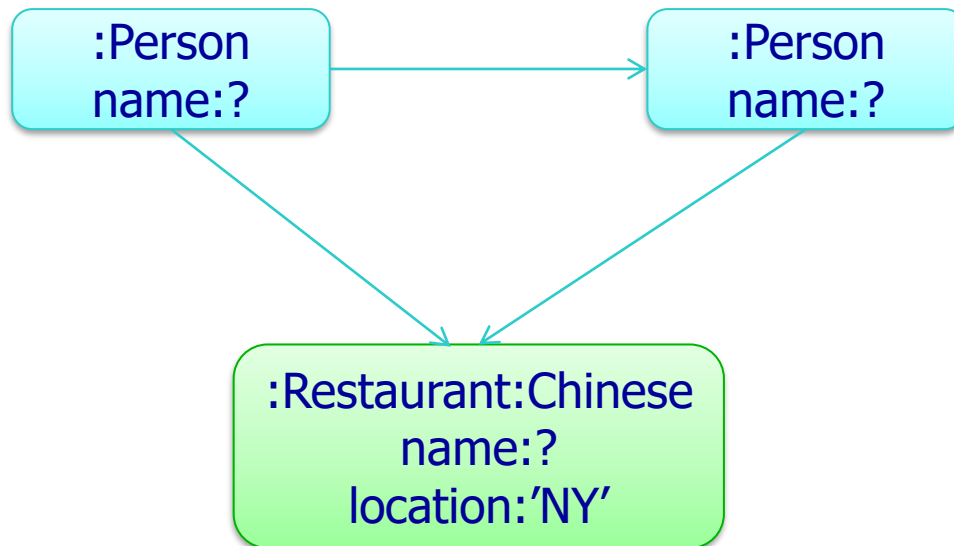 :Person
name:?
:Person
name:?
:Restaurant:Chinese
name:?
location:’NY’